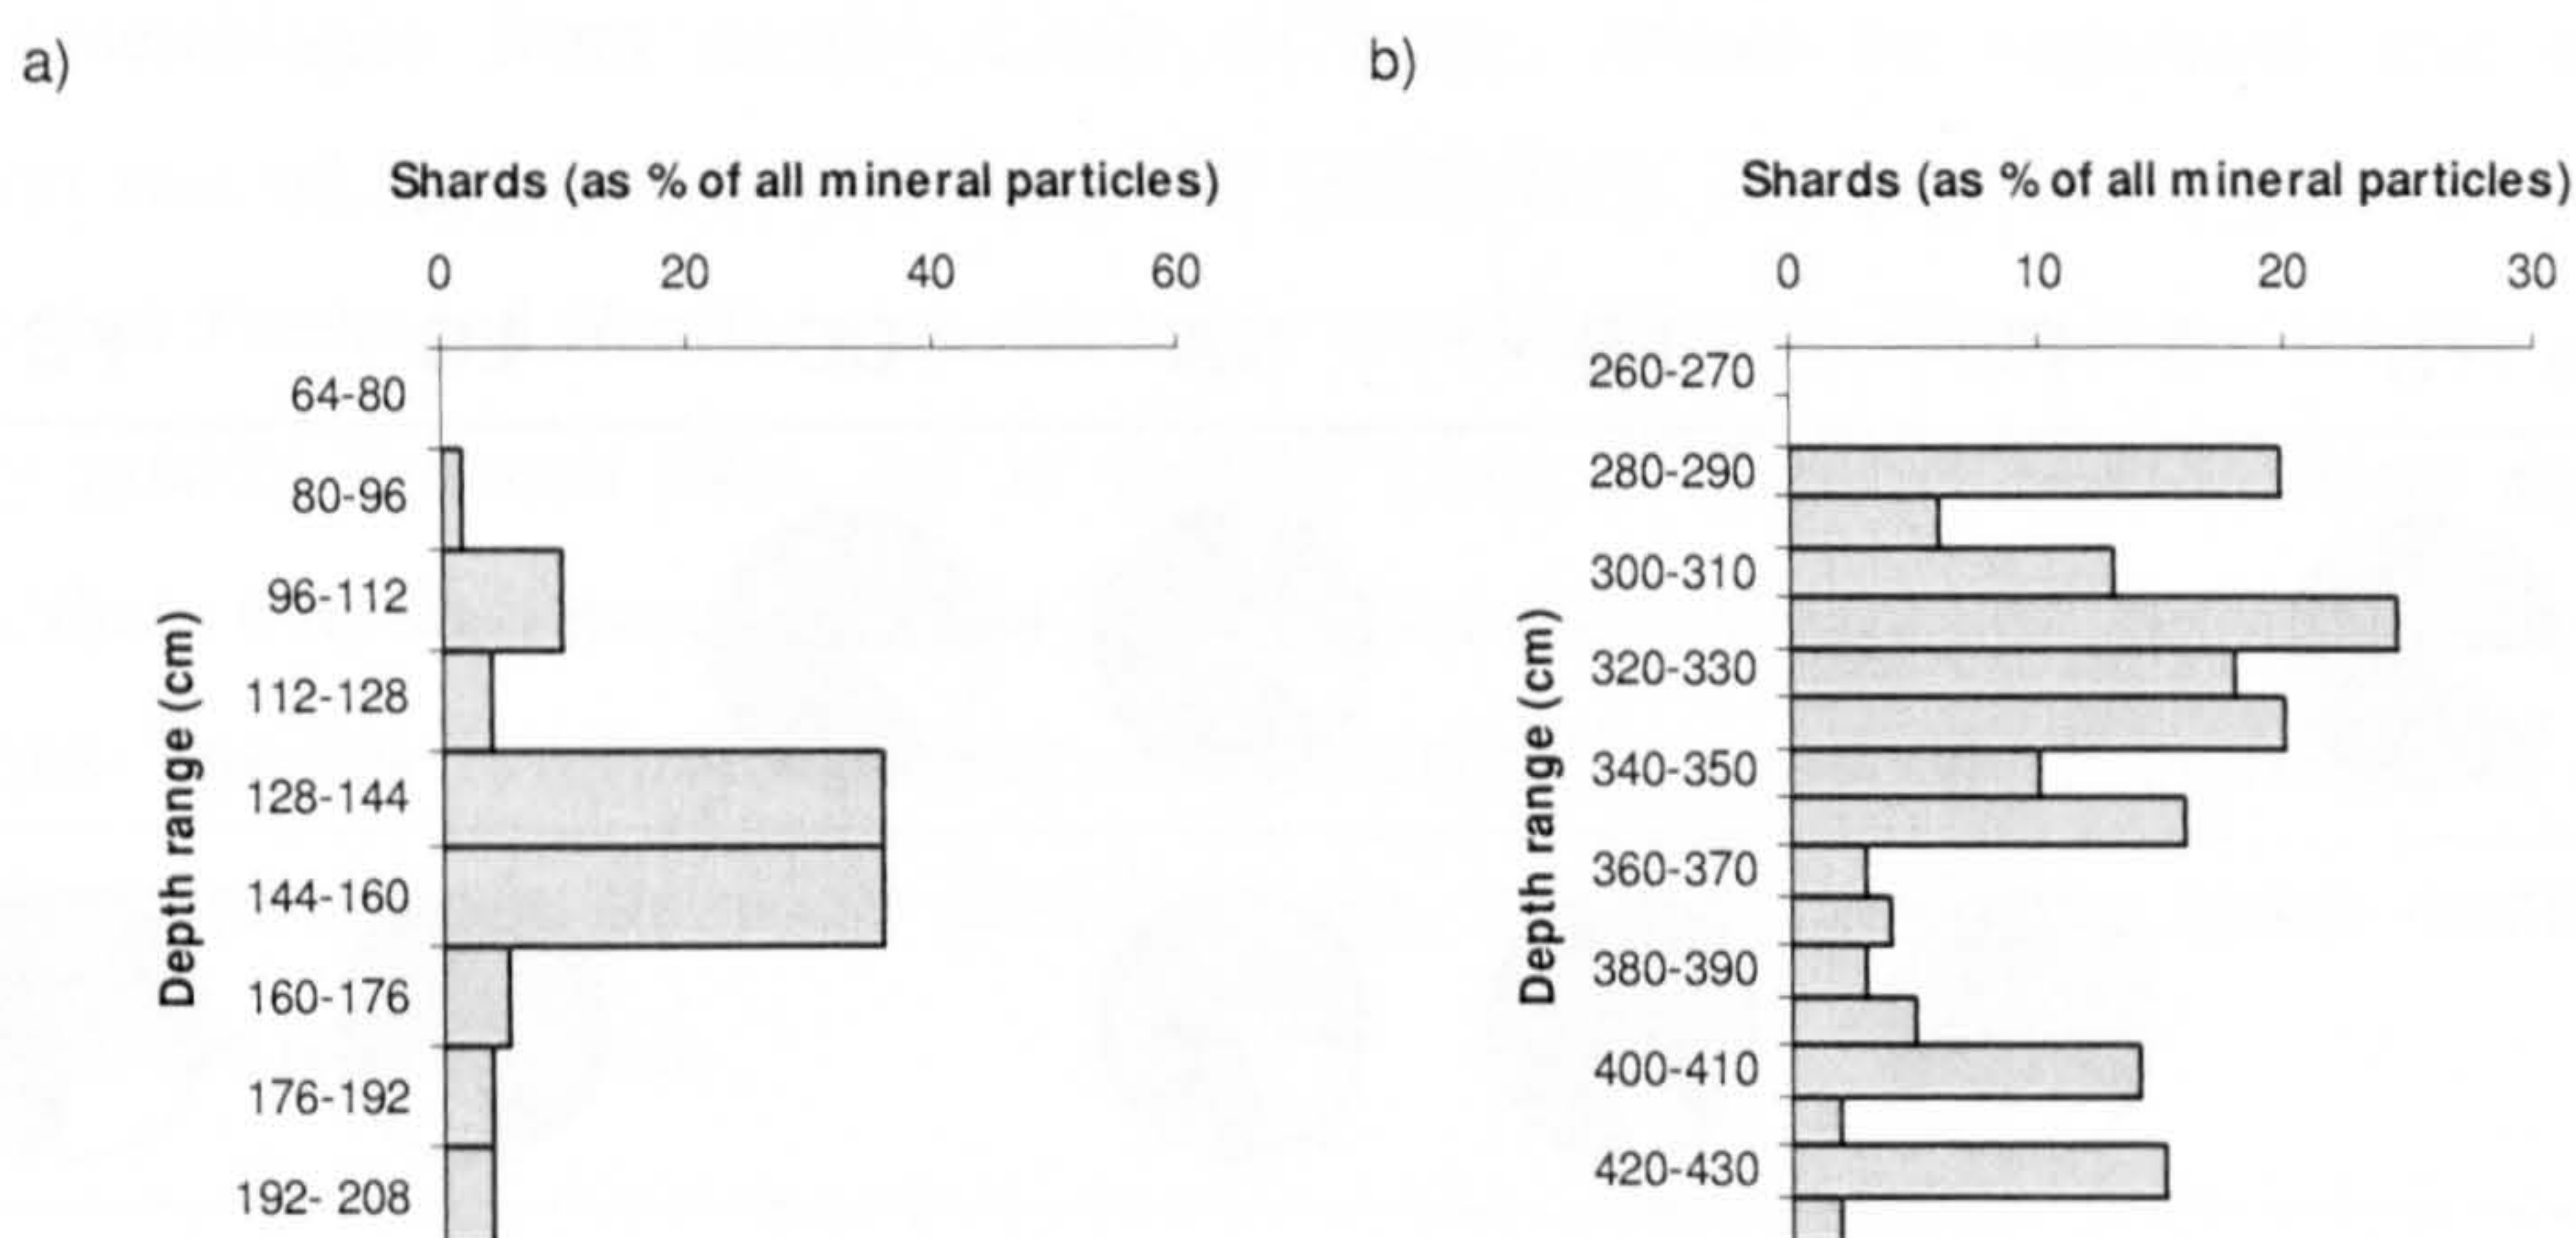 a)
Shards (as % of all mineral particles)
0 20 40 60
64-80
80-96
96-112
112-128
128-144
144-160
160-176
176-192
192- 208
Depth range (cm)
b)
Shards (as % of all mineral particles)
0 10 20 30
260-270
280-290
300-310
320-330
340-350
360-370
380-390
400-410
420-430
Depth range (cm)